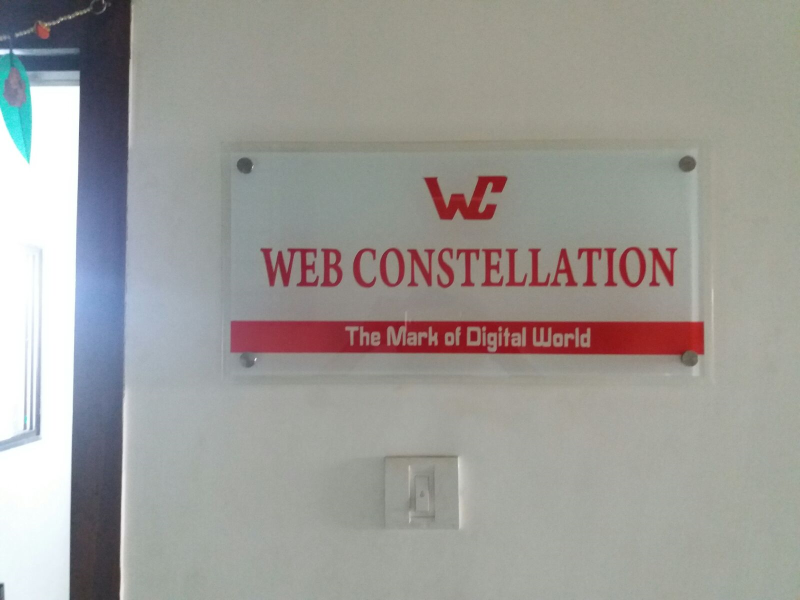 WC
WEB CONSTELLATION
The Mark of Digital World